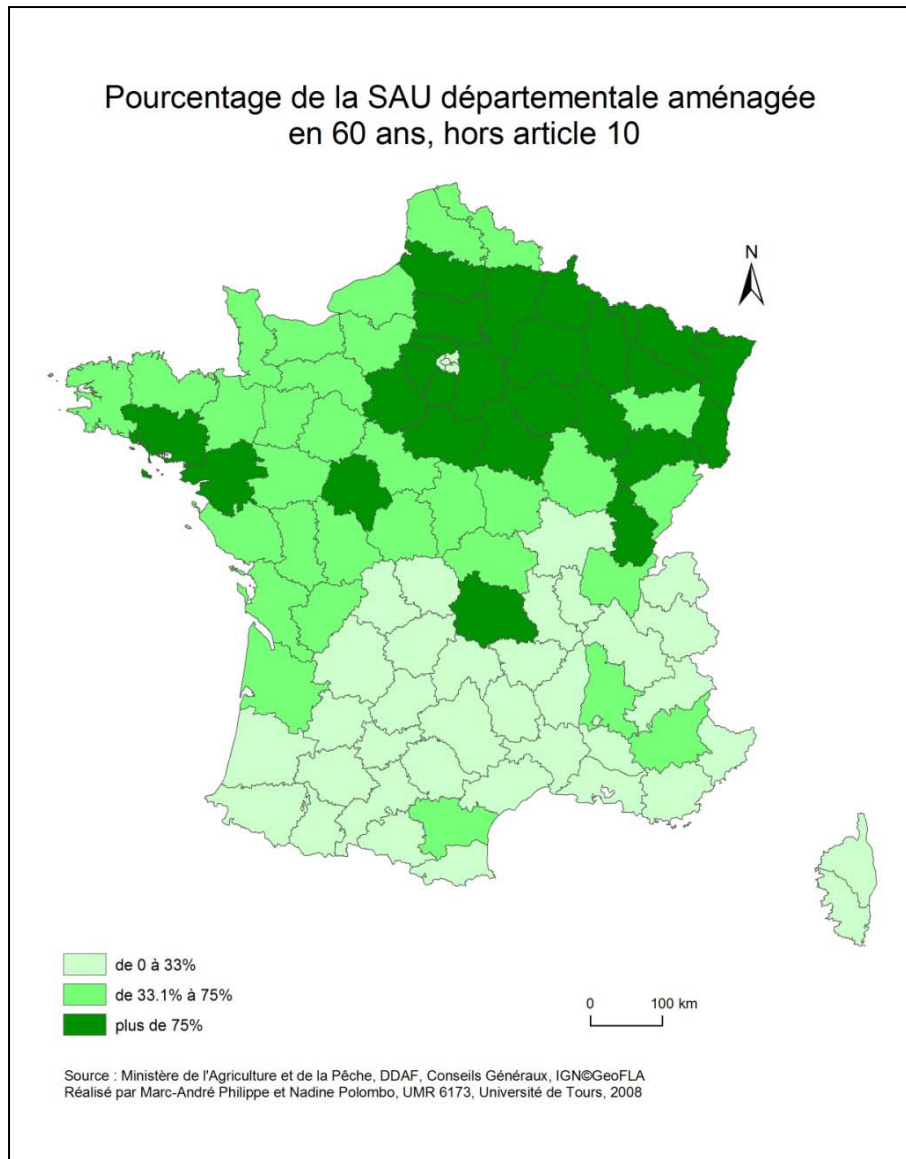 Pourcentage de la SAU départementale aménagée
en 60 ans, hors article 10
N
de 0 à 33%
de 33.1% à 75%
plus de 75%
0 100 km
Source : Ministère de l'Agriculture et de la Pêche, DDAF, Conseils Généraux, IGN©GeoFLA
Réalisé par Marc-André Philippe et Nadine Polombo, UMR 6173, Université de Tours, 2008